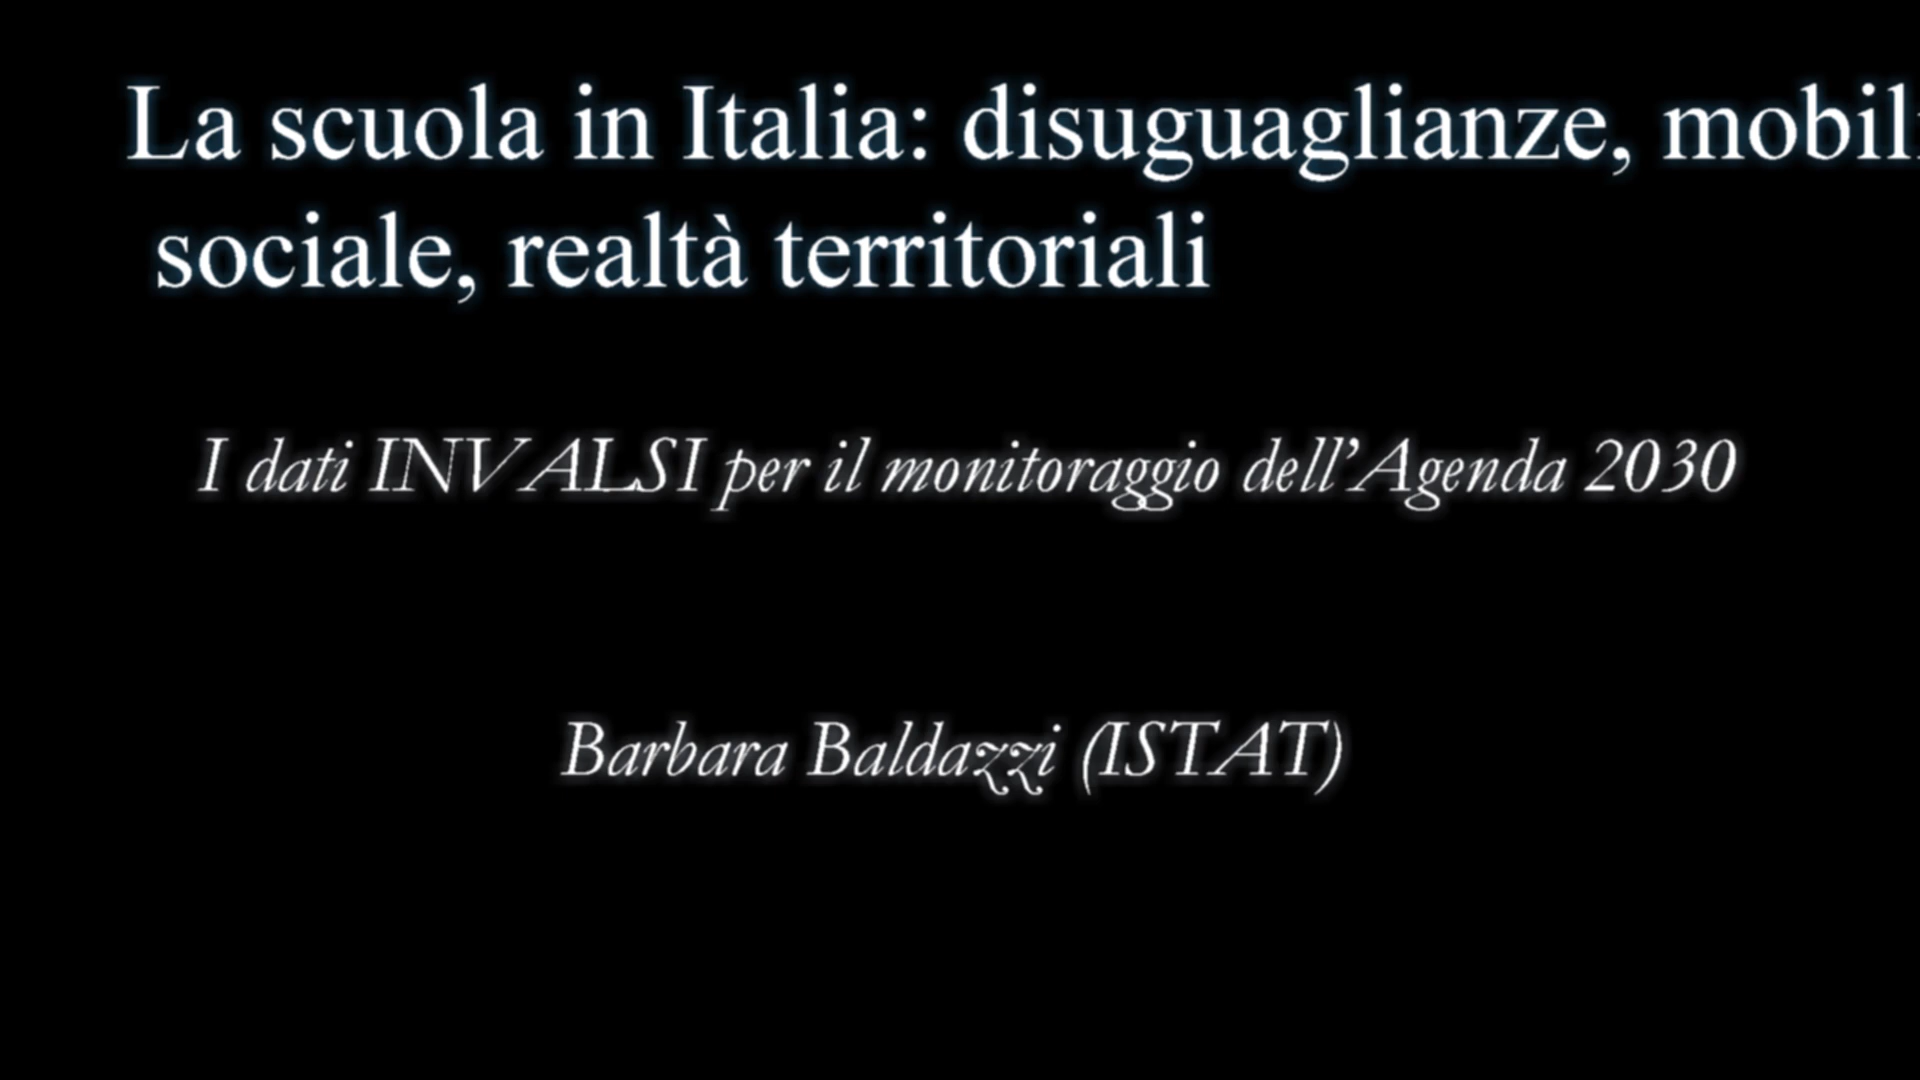 La scuola in Italia: disuguaglianze, mobili
sociale, realtà territoriali
I dati INVALSI per il monitoraggio dell’Agenda 2030
Barbara Baldazzi (ISTAT)